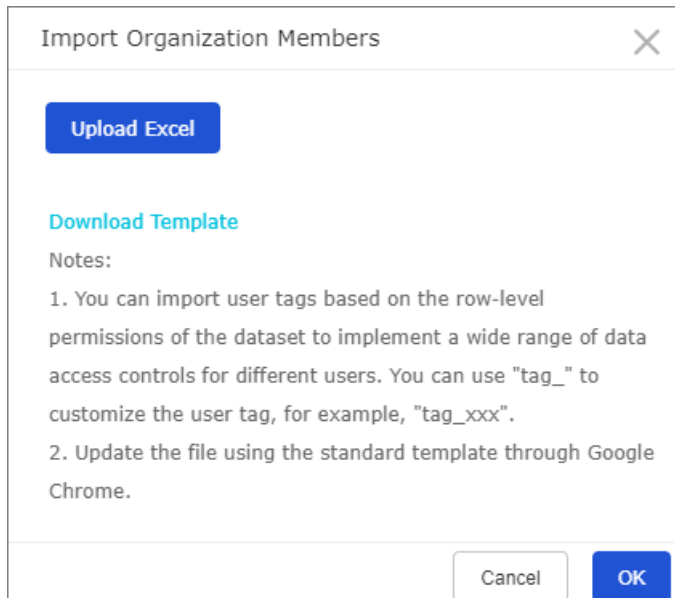 Import Organization Members
Upload Excel
Download Template
Notes:
1. You can import user tags based on the row-level
permissions of the dataset to implement a wide range of data
access controls for different users. You can use "tag_" to
customize the user tag, for example, "tag_xxx".
2. Update the file using the standard template through Google
Chrome.
Cancel
OK